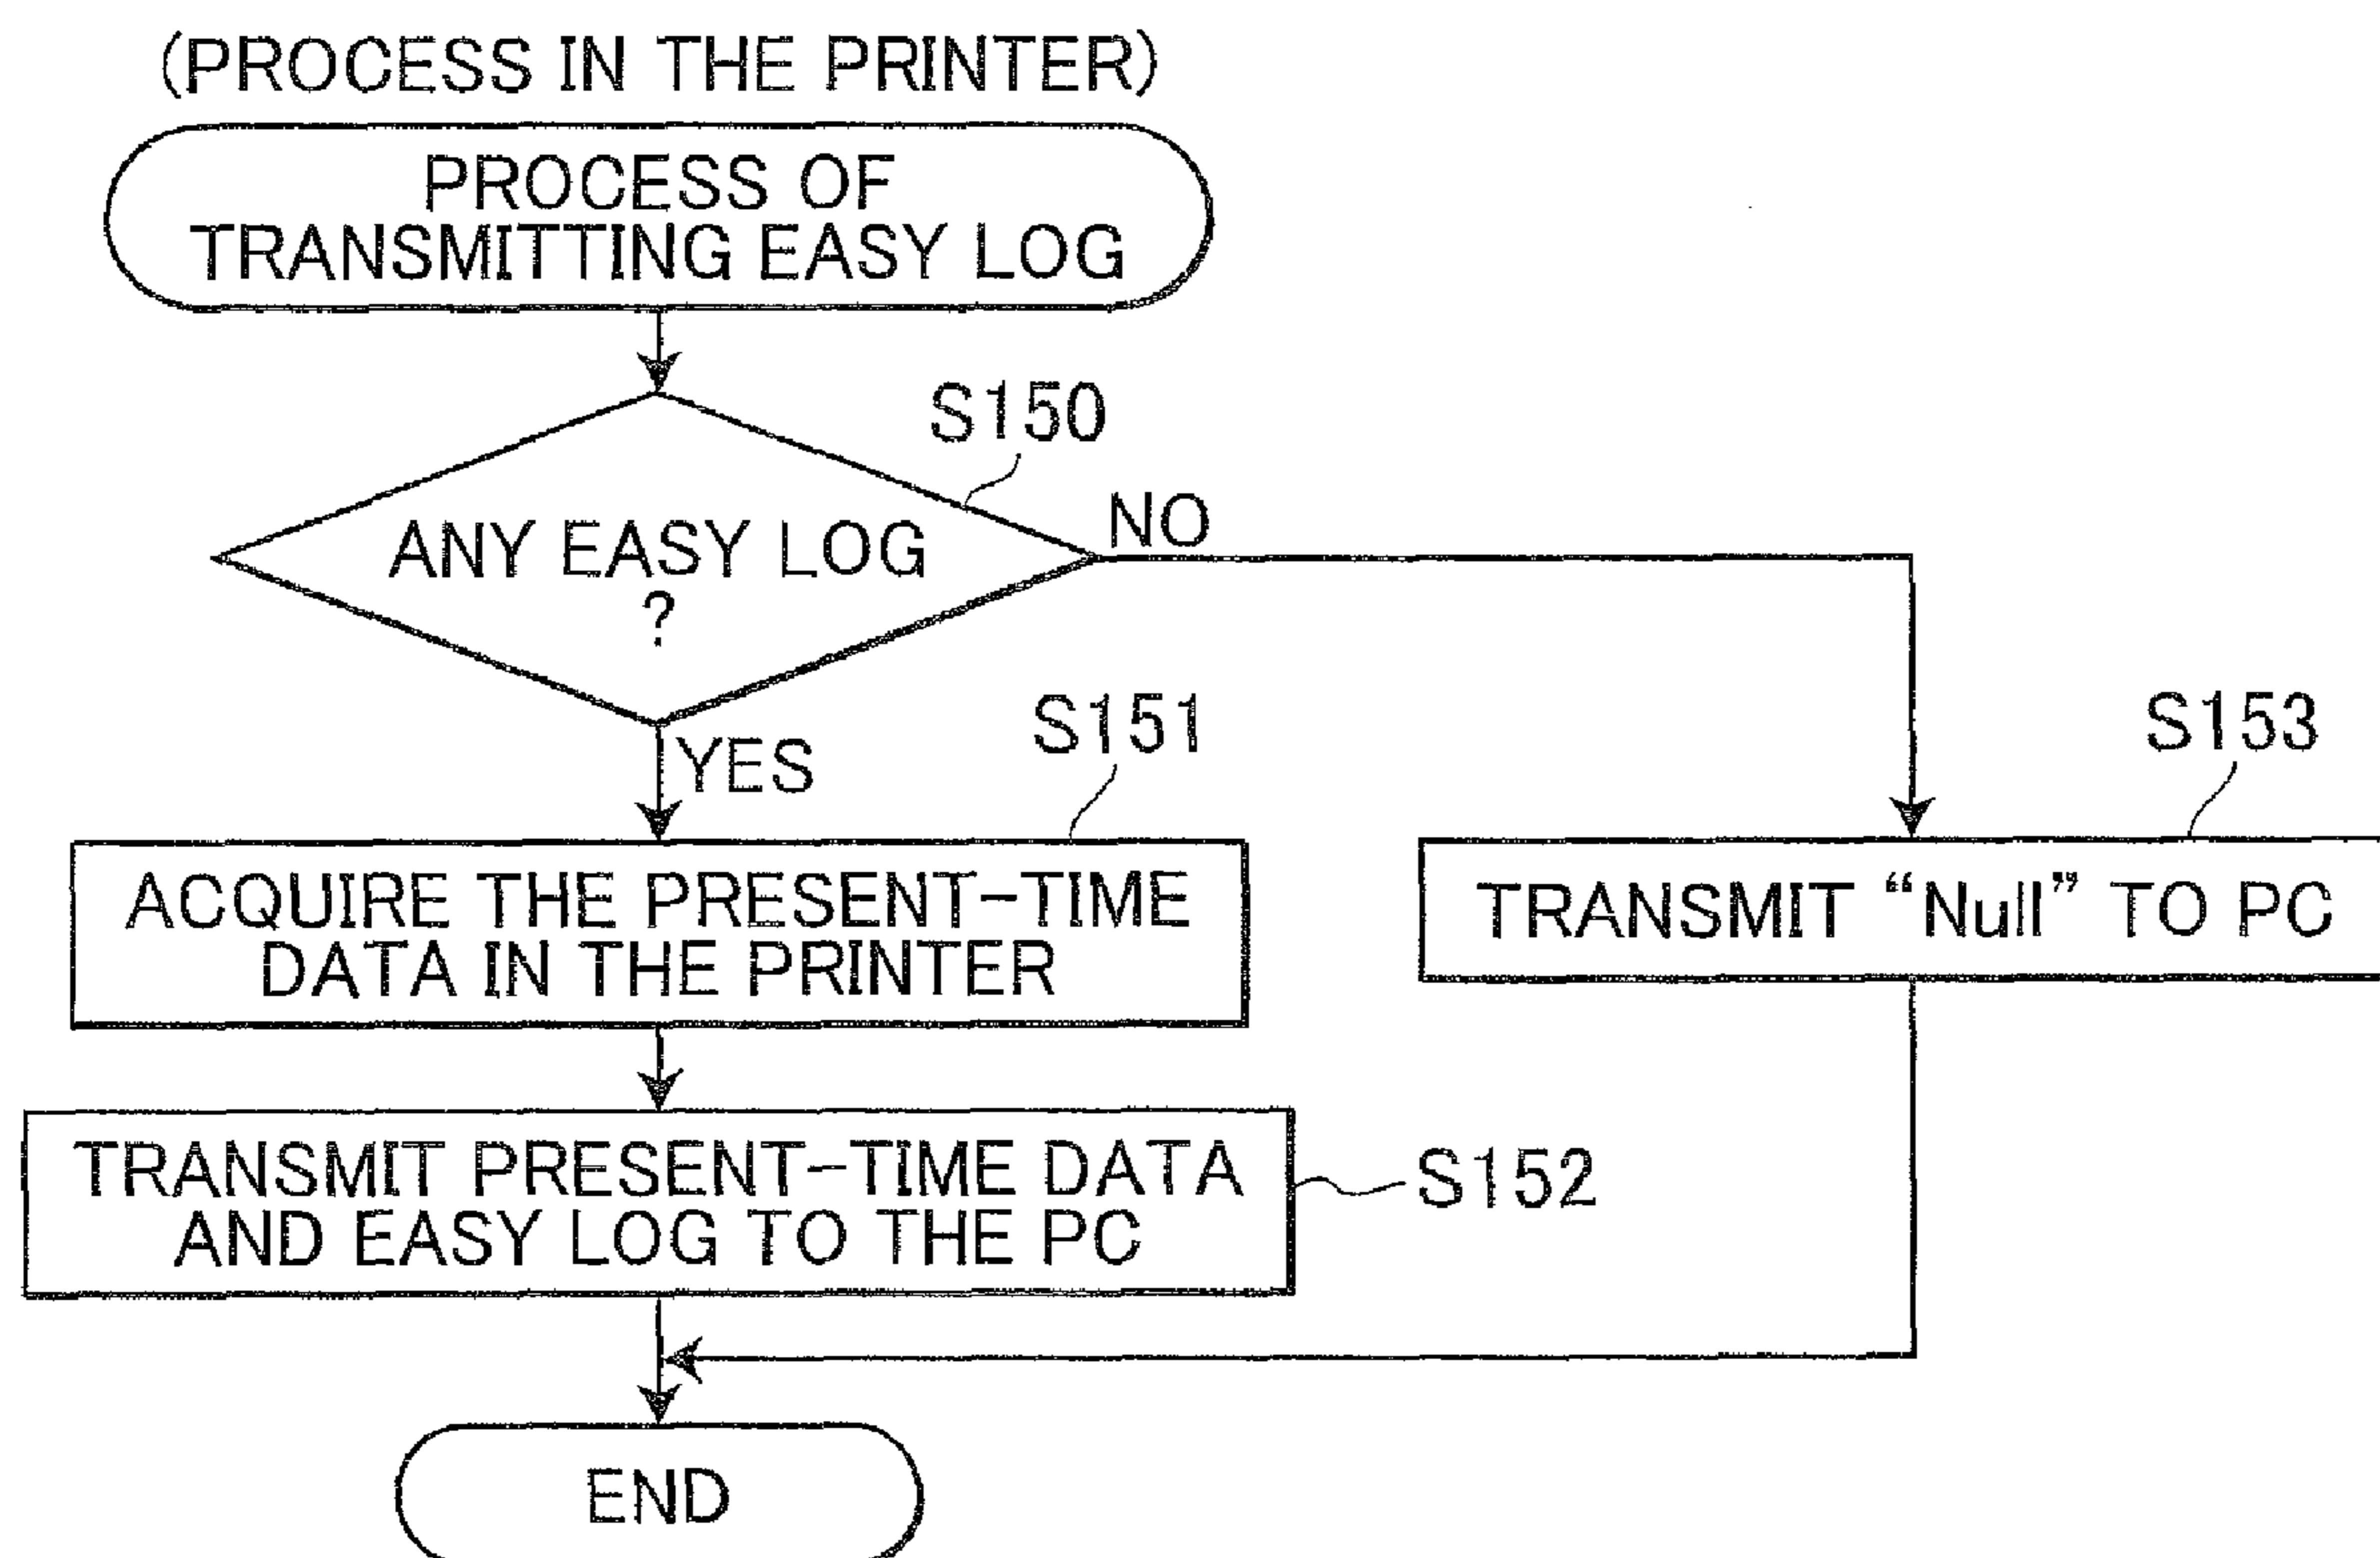 (PROCESS IN THE PRINTER)
PROCESS OF
TRANSMITTING EASY LOG
S150
ANY EASY LOG
?
NO
YES
S151
ACQUIRE THE PRESENT-TIME
DATA IN THE PRINTER
S153
TRANSMIT “Null” TO PC
TRANSMIT PRESENT-TIME DATA
AND EASY LOG TO THE PC
S152
END